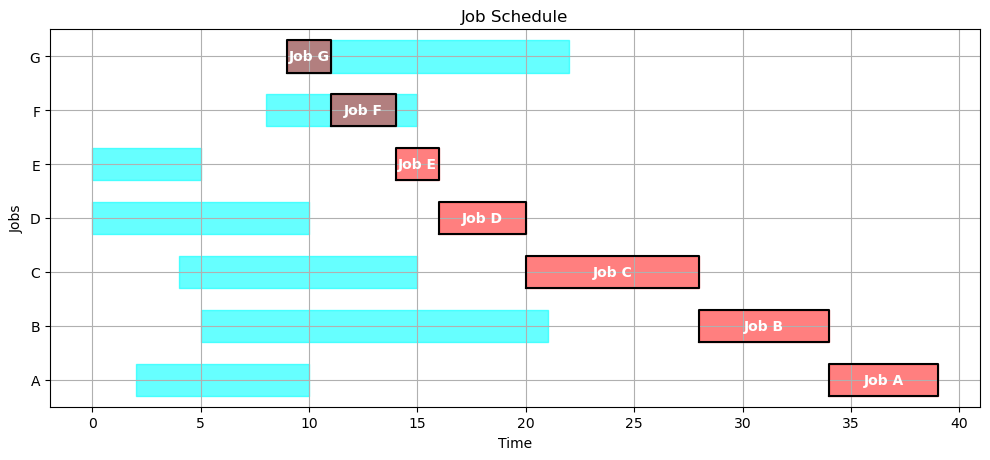 Job Schedule
G
Job G
F
Job F
E
Job E
D
Job D
C
Job C
B
Job B
A
Job A
Jobs
0 5 10 15 20 25 30 35 40
Time